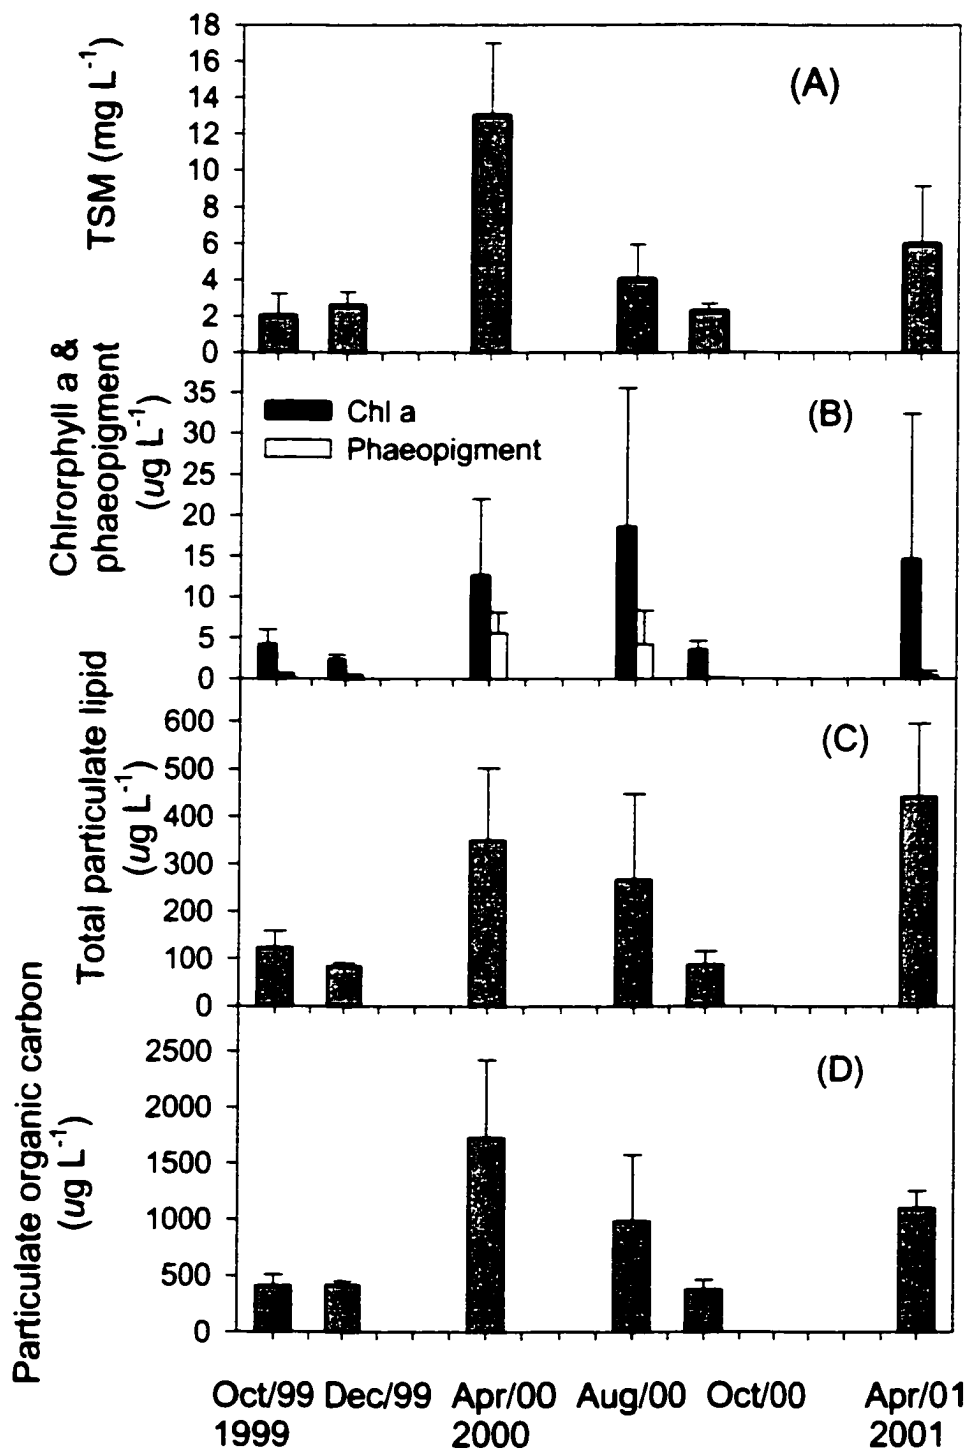 TSM (mg L-1)
18
16
14
12
10
8
6
4
2
0
(A)
Chlrorphyll a &
phaeopigment
(ug L-1)
35
30
25
20
15
10
5
0
Chl a
Phaeopigment
(B)
Total particulate lipid
(ug L-1)
600
500
400
300
200
100
0
(C)
Particulate organic carbon
(ug L-1)
2500
2000
1500
1000
500
0
(D)
Oct/99 Dec/99 Apr/00 Aug/00 Oct/00 Apr/01
1999 2000 2001